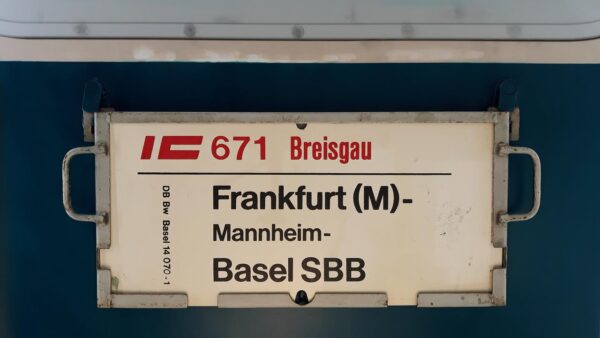 IC 671 Breisgau
Frankfurt (M)-
Mannheim-
Basel SBB
DB Bw Basel 14 070-1